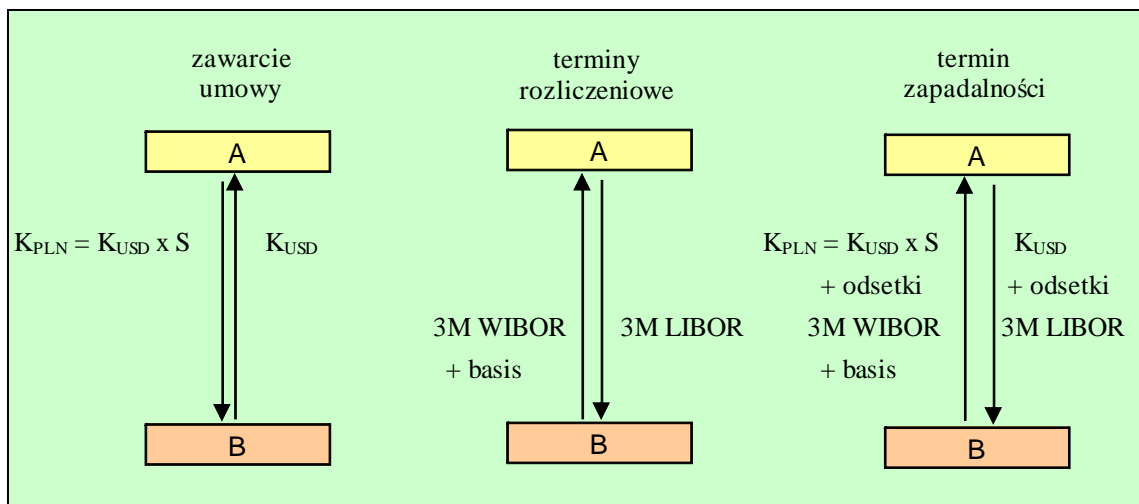 zawarcie
umowy
A
K_PLN = K_USD x S
K_USD
B
terminy
rozliczeniowe
A
3M WIBOR
+ basis
3M LIBOR
B
termin
zapadalności
A
K_PLN = K_USD x S
+ odsetki
3M WIBOR
+ basis
K_USD
+ odsetki
3M LIBOR
B